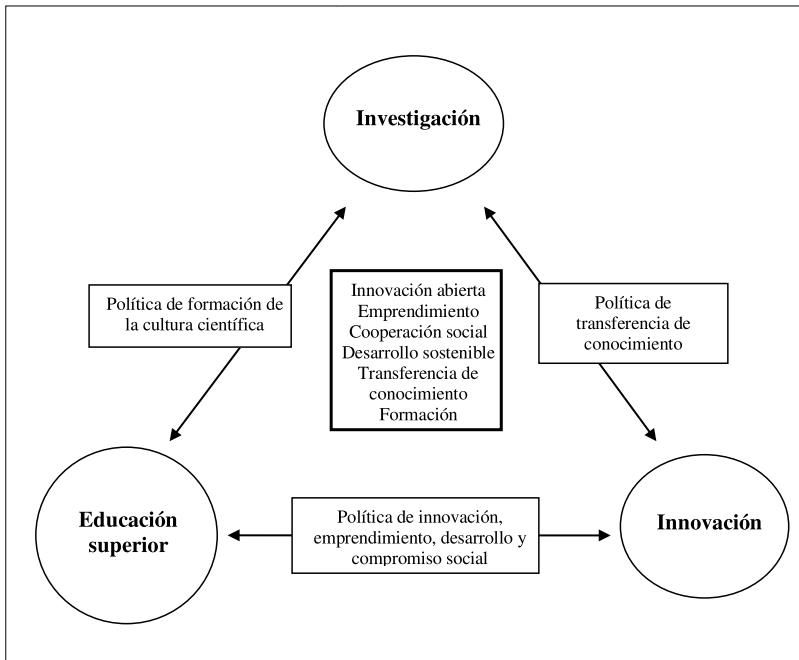 Investigación
Política de formación de
la cultura científica
Innovación abierta
Emprendimiento
Cooperación social
Desarrollo sostenible
Transferencia de
conocimiento
Formación
Política de
transferencia de
conocimiento
Educación
superior
Política de innovación,
emprendimiento, desarrollo y
compromiso social
Innovación